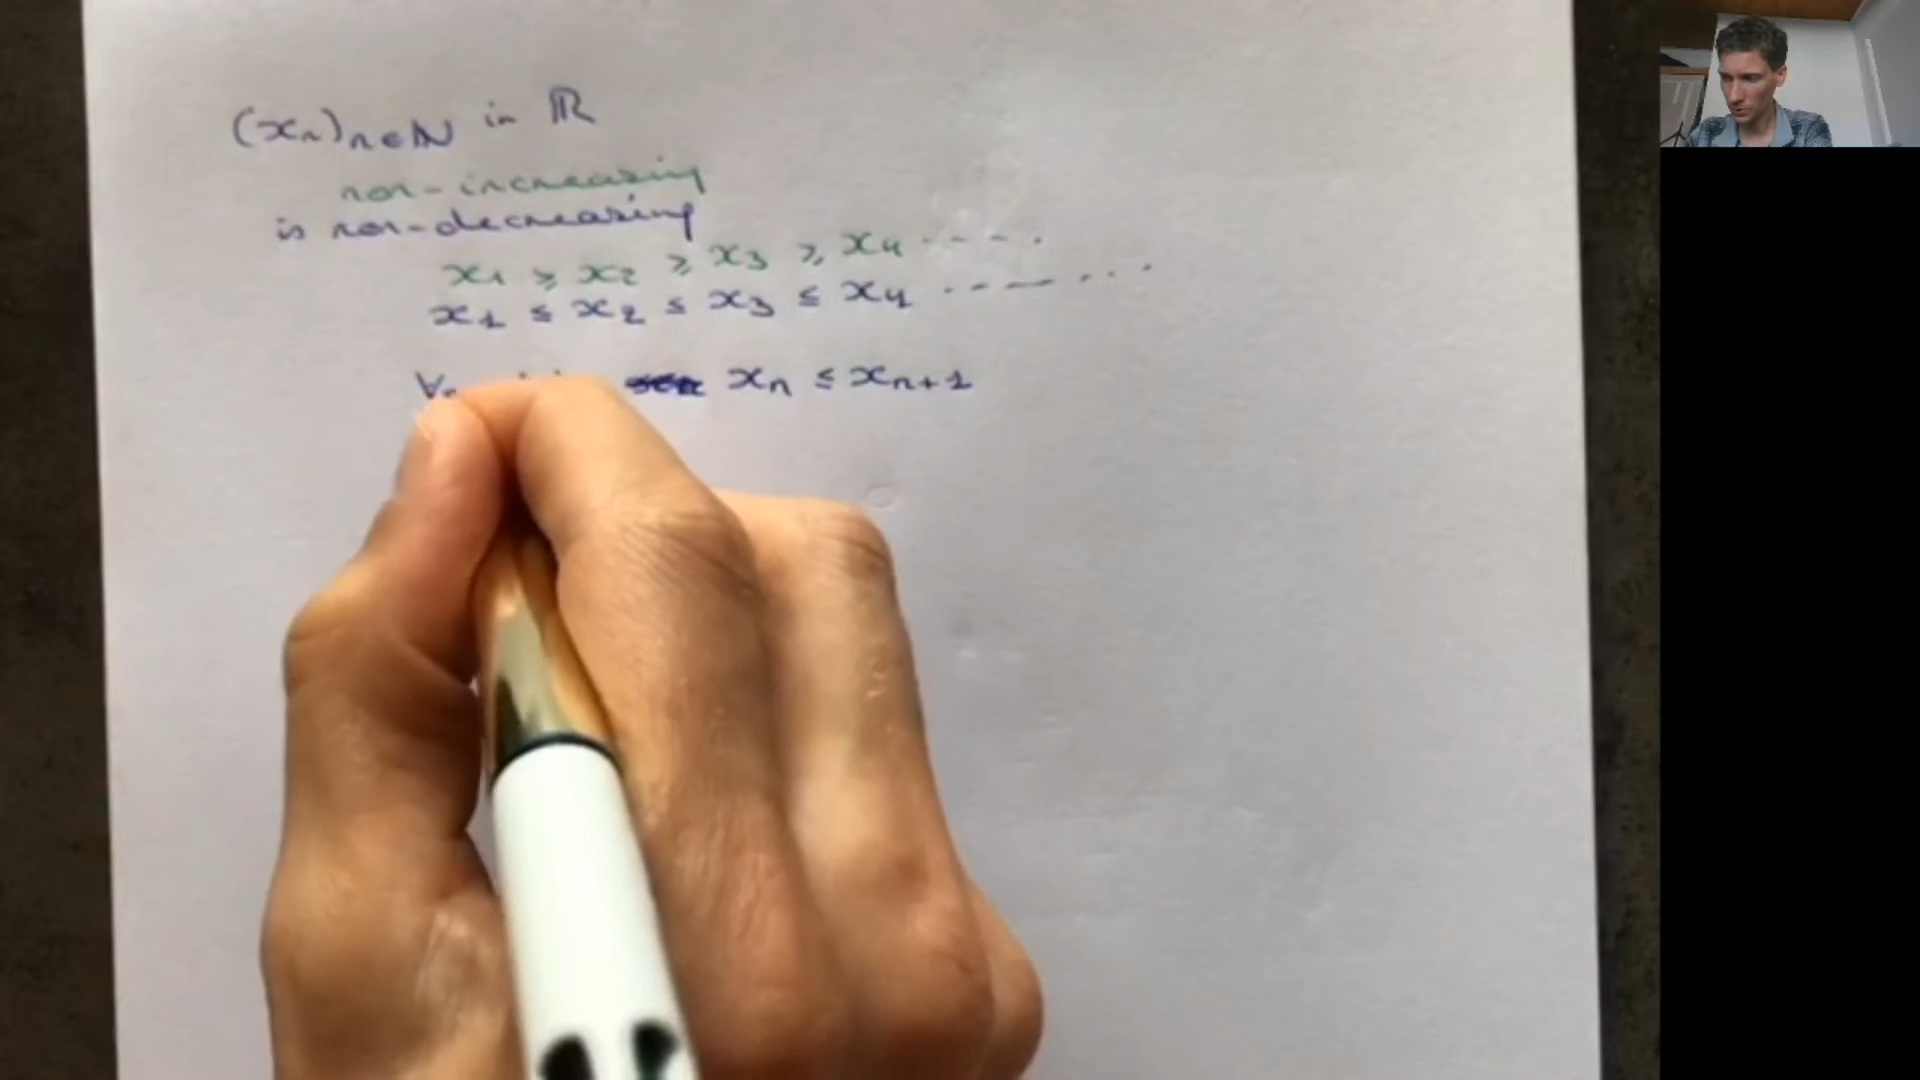 (xₙ)ₙ∈ℕ in ℝ
non-increasing
is non-decreasing
x₁ ⩾ x₂ ⩾ x₃ ⩾ x₄ - - - .
x₁ ≤ x₂ ≤ x₃ ≤ x₄ . - - — . . .
xₙ ≤ xₙ₊₁